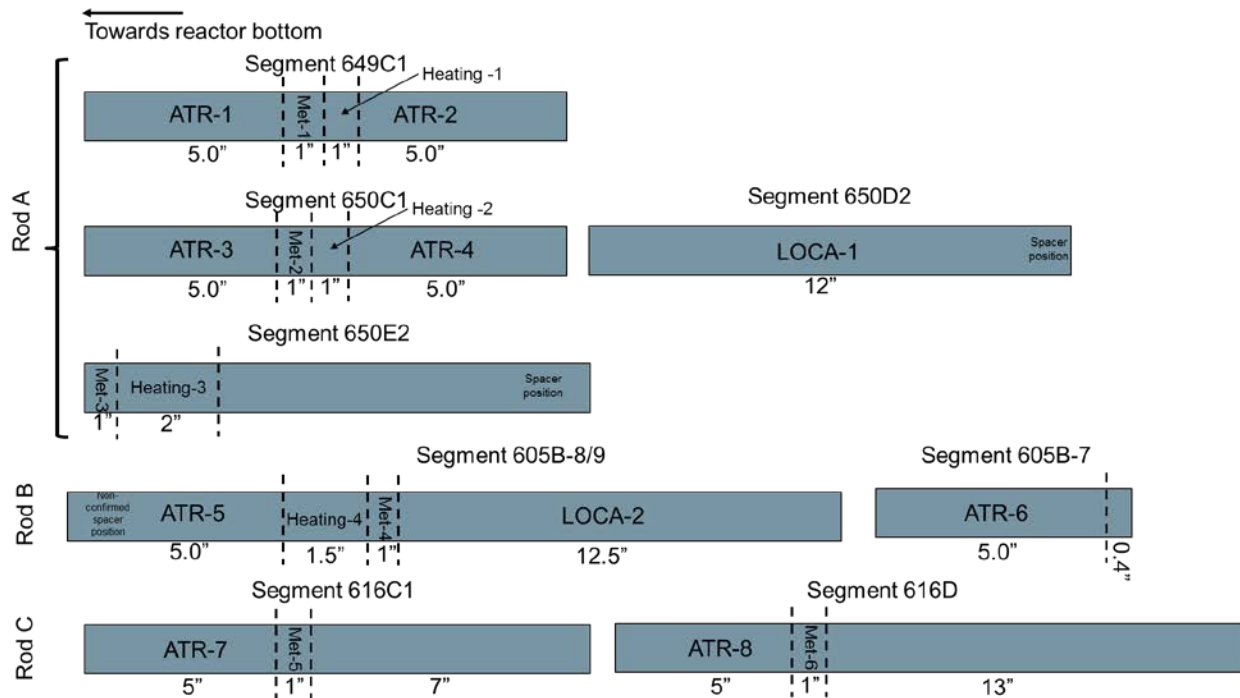 Towards reactor bottom
Rod A
Segment 649C1
Heating -1
ATR-1
Met-1
ATR-2
5.0”
1”
1”
5.0”
Segment 650C1
Heating -2
ATR-3
Met-2
ATR-4
5.0”
1”
1”
5.0”
Segment 650D2
LOCA-1
Spacer
position
12”
Segment 650E2
Met-3
Heating-3
Spacer
position
1”
2”
Rod B
Segment 605B-8/9
Non-
confirmed
spacer
position
ATR-5
Heating-4
Met-4
LOCA-2
5.0”
1.5”
1”
12.5”
Segment 605B-7
ATR-6
5.0”
0.4”
Rod C
Segment 616C1
ATR-7
Met-5
5”
1”
7”
Segment 616D
ATR-8
Met-6
5”
1”
13”